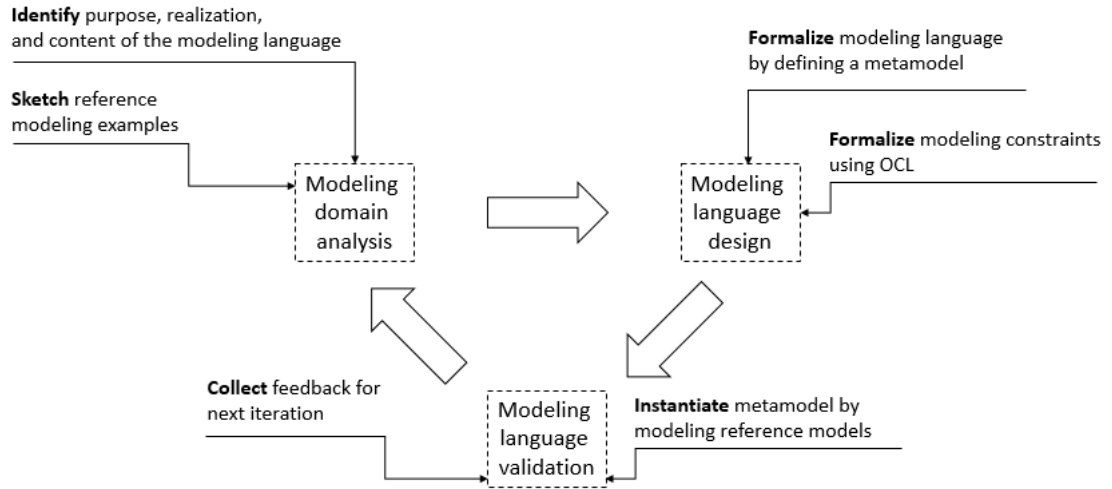 Identify purpose, realization,
and content of the modeling language
Sketch reference
modeling examples
Modeling
domain
analysis
Formalize modeling language
by defining a metamodel
Formalize modeling constraints
using OCL
Modeling
language
design
Collect feedback for
next iteration
Modeling
language
validation
Instantiate metamodel by
modeling reference models